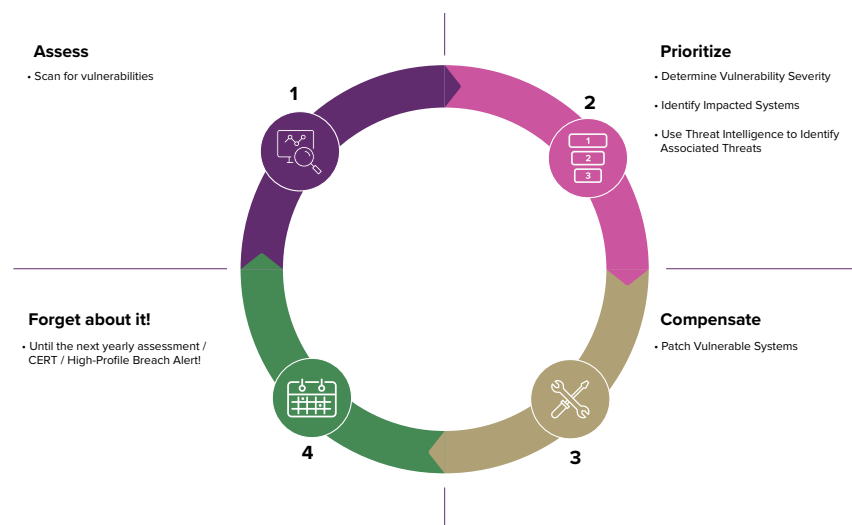 Assess
• Scan for vulnerabilities
1
Prioritize
• Determine Vulnerability Severity
• Identify Impacted Systems
• Use Threat Intelligence to Identify
Associated Threats
2
1
2
3
Forget about it!
• Until the next yearly assessment /
CERT / High-Profile Breach Alert!
4
Compensate
• Patch Vulnerable Systems
3